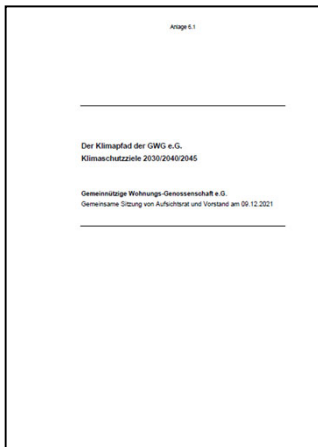 Anlage 6.1
Der Klimapfad der GWG e.G.
Klimaschutzziele 2030/2040/2045
Gemeinnützige Wohnungs-Genossenschaft e.G.
Gemeinsame Sitzung von Aufsichtsrat und Vorstand am 09.12.2021